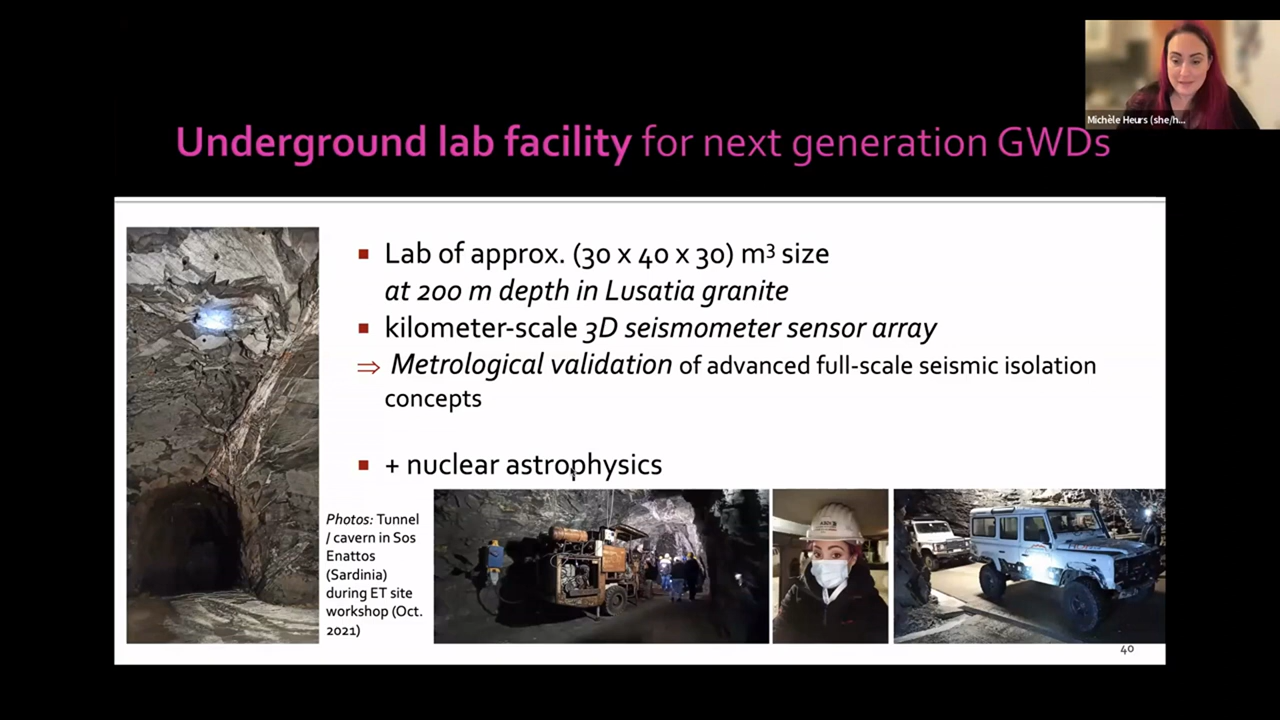 Michèle Heurs (she/h...
Underground lab facility for next generation GWDs
▪ Lab of approx. (30 x 40 x 30) m³ size
at 200 m depth in Lusatia granite
▪ kilometer-scale 3D seismometer sensor array
⇒ Metrological validation of advanced full-scale seismic isolation
concepts
▪ + nuclear astrophysics
Photos: Tunnel
/ cavern in Sos
Enattos
(Sardinia)
during ET site
workshop (Oct.
2021)
40